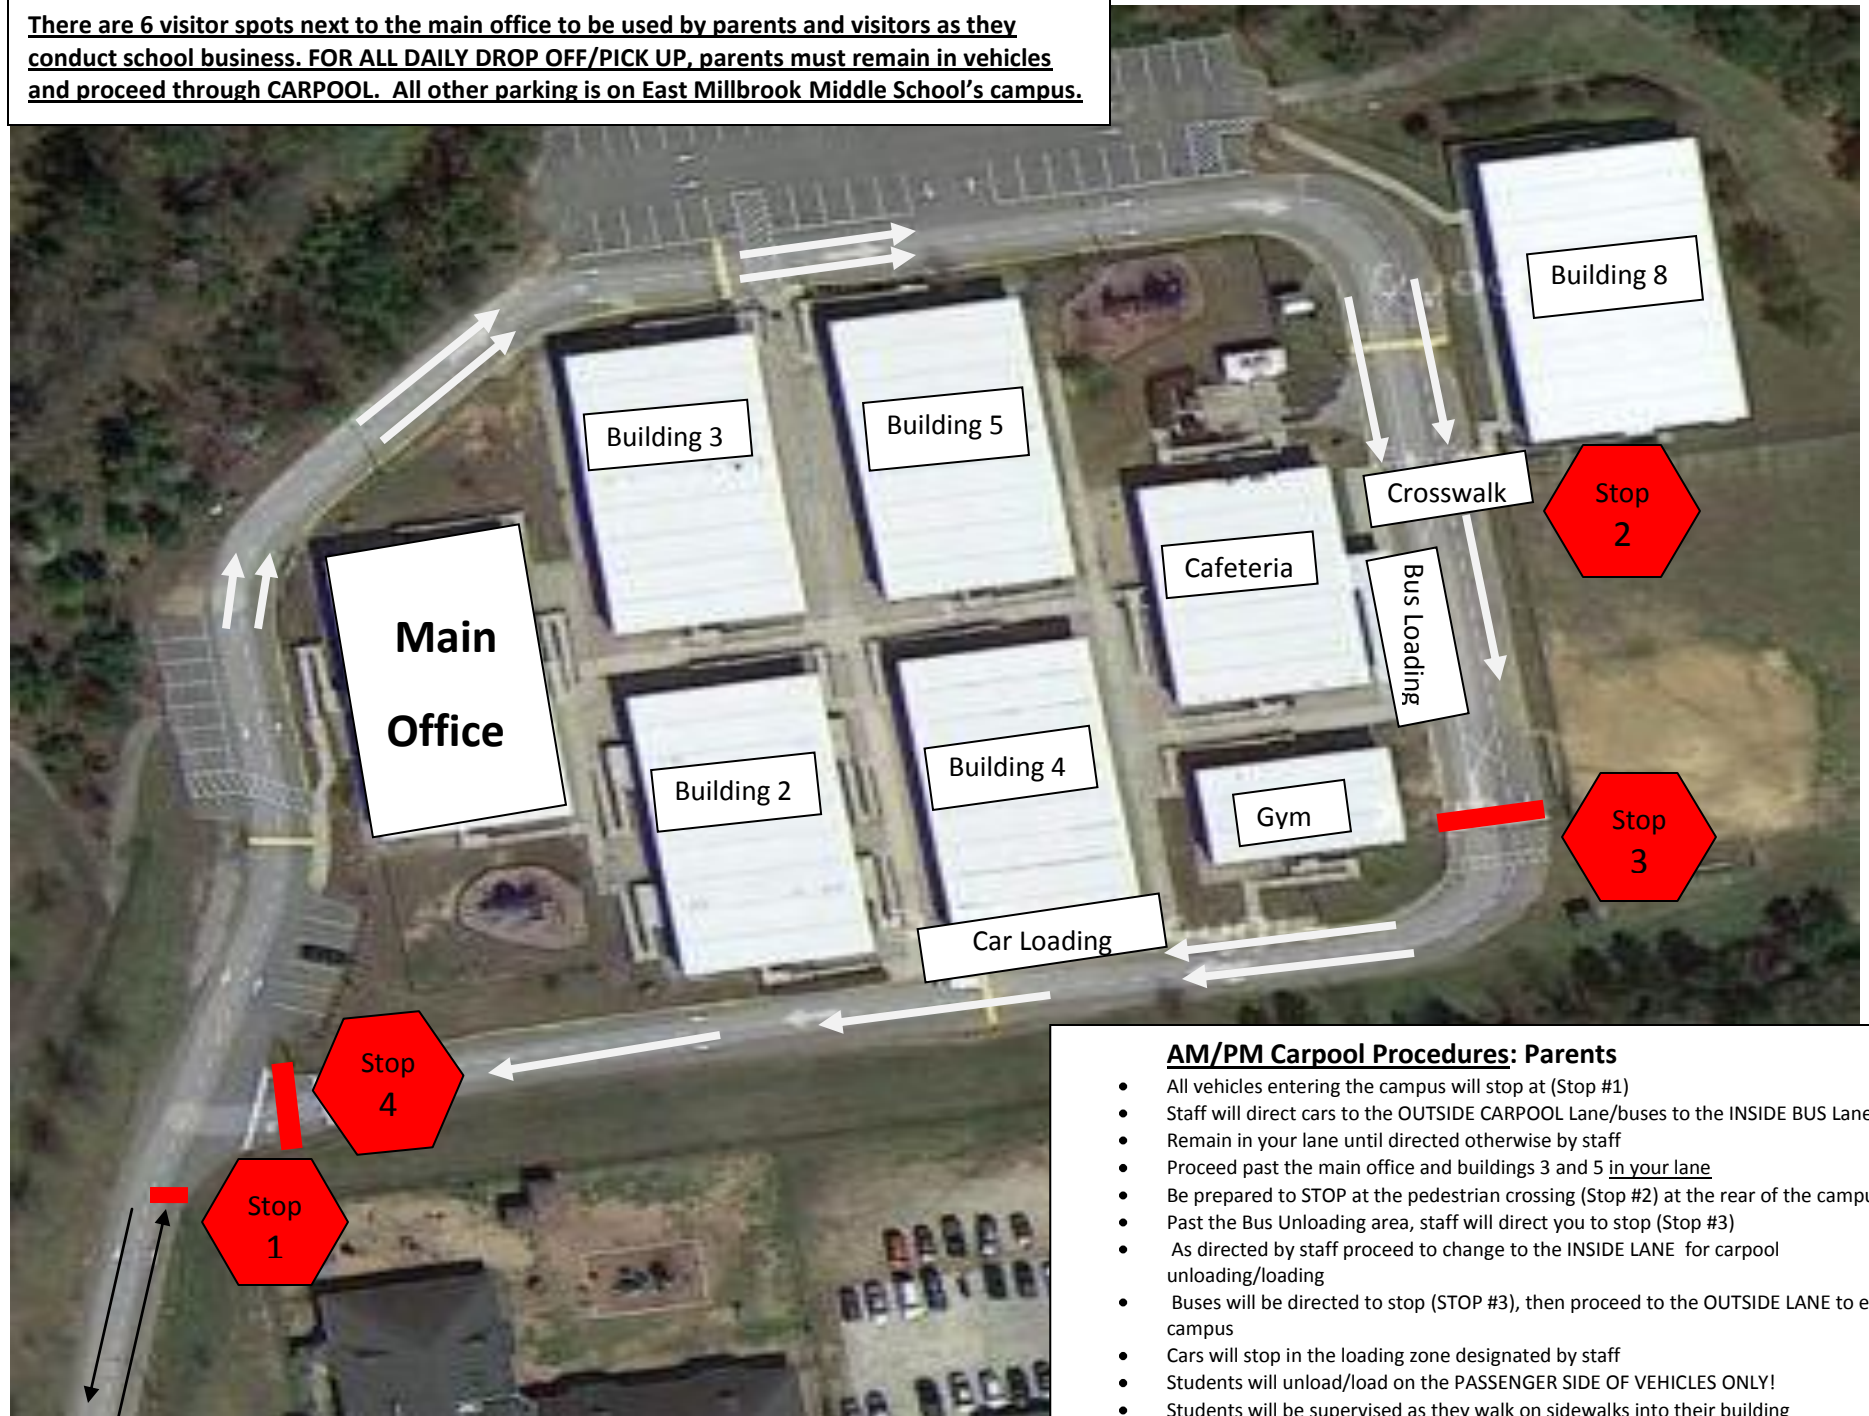 There are 6 visitor spots next to the main office to be used by parents and visitors as they
conduct school business. FOR ALL DAILY DROP OFF/PICK UP, parents must remain in vehicles
and proceed through CARPOOL. All other parking is on East Millbrook Middle School's campus.
Building 8
Building 3
Building 5
Crosswalk
Stop
2
Cafeteria
Bus Loading
Main
Office
Building 2
Building 4
Gym
Stop
3
Car Loading
Stop
4
Stop
1
AM/PM Carpool Procedures: Parents
• All vehicles entering the campus will stop at (Stop #1)
• Staff will direct cars to the OUTSIDE CARPOOL Lane/buses to the INSIDE BUS Lane
• Remain in your lane until directed otherwise by staff
• Proceed past the main office and buildings 3 and 5 in your lane
• Be prepared to STOP at the pedestrian crossing (Stop #2) at the rear of the campu
• Past the Bus Unloading area, staff will direct you to stop (Stop #3)
• As directed by staff proceed to change to the INSIDE LANE for carpool
unloading/loading
• Buses will be directed to stop (STOP #3), then proceed to the OUTSIDE LANE to e
campus
• Cars will stop in the loading zone designated by staff
• Students will unload/load on the PASSENGER SIDE OF VEHICLES ONLY!
• Students will be supervised as they walk on sidewalks into their building